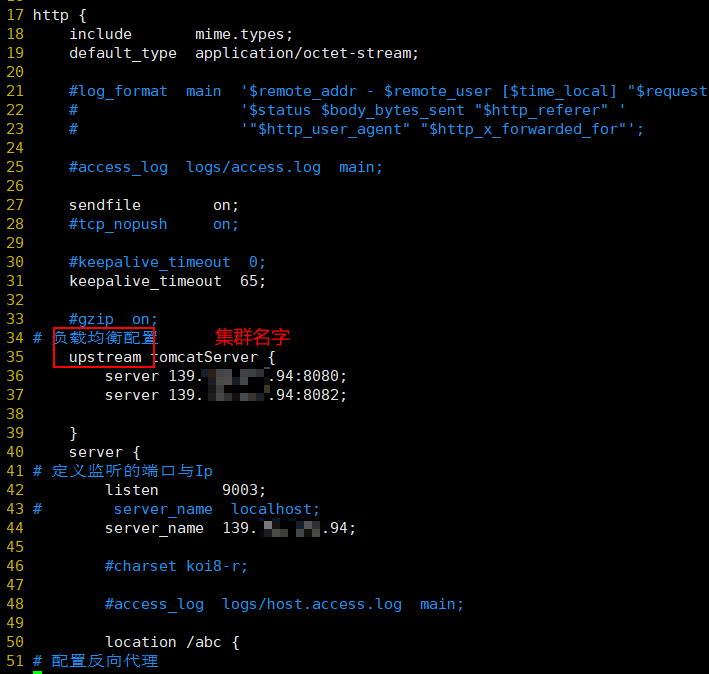 17 http {
18     include       mime.types;
19     default_type  application/octet-stream;
20
21     #log_format  main  '$remote_addr - $remote_user [$time_local] "$request
22     #                  '$status $body_bytes_sent "$http_referer" '
23     #                  '"$http_user_agent" "$http_x_forwarded_for"';
24
25     #access_log  logs/access.log  main;
26
27     sendfile        on;
28     #tcp_nopush     on;
29
30     #keepalive_timeout  0;
31     keepalive_timeout  65;
32
33     #gzip  on;
34 # 负载均衡配置 集群名字
35     upstream tomcatServer {
36         server 139. .94:8080;
37         server 139. .94:8082;
38
39     }
40     server {
41 # 定义监听的端口与Ip
42         listen       9003;
43 #        server_name  localhost;
44         server_name  139. .94;
45
46         #charset koi8-r;
47
48         #access_log  logs/host.access.log  main;
49
50         location /abc {
51 # 配置反向代理